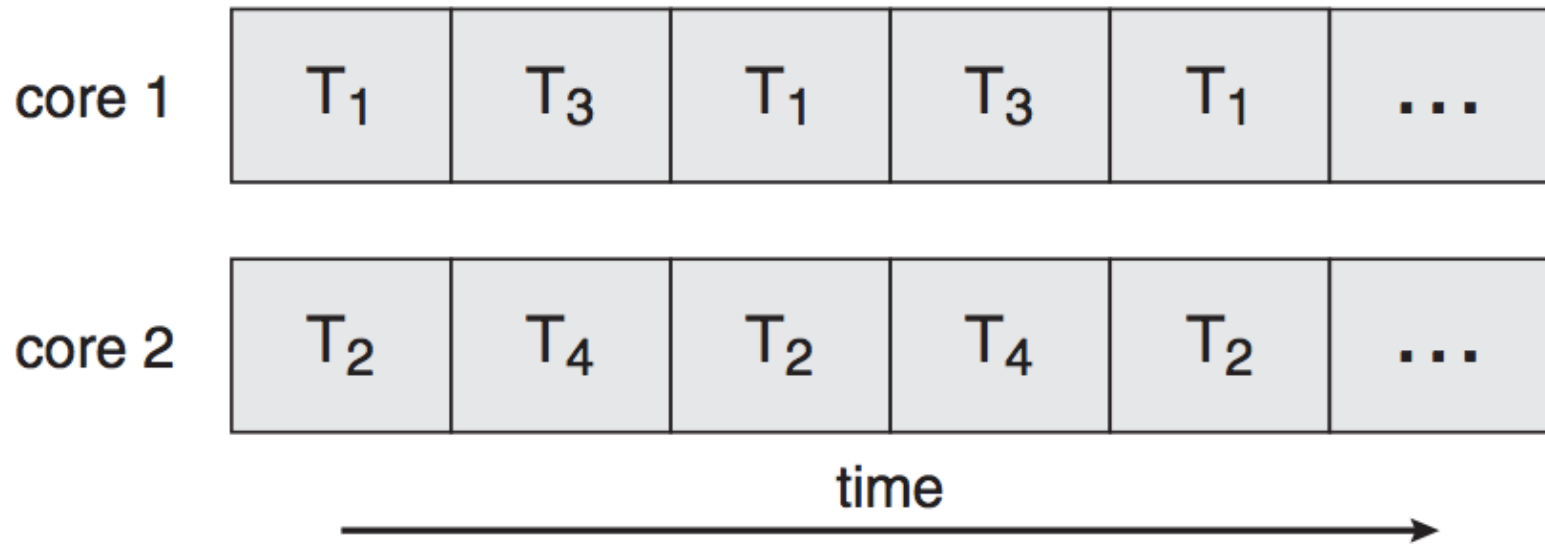 core 1 T₁ T₃ T₁ T₃ T₁ ...
core 2 T₂ T₄ T₂ T₄ T₂ ...
time